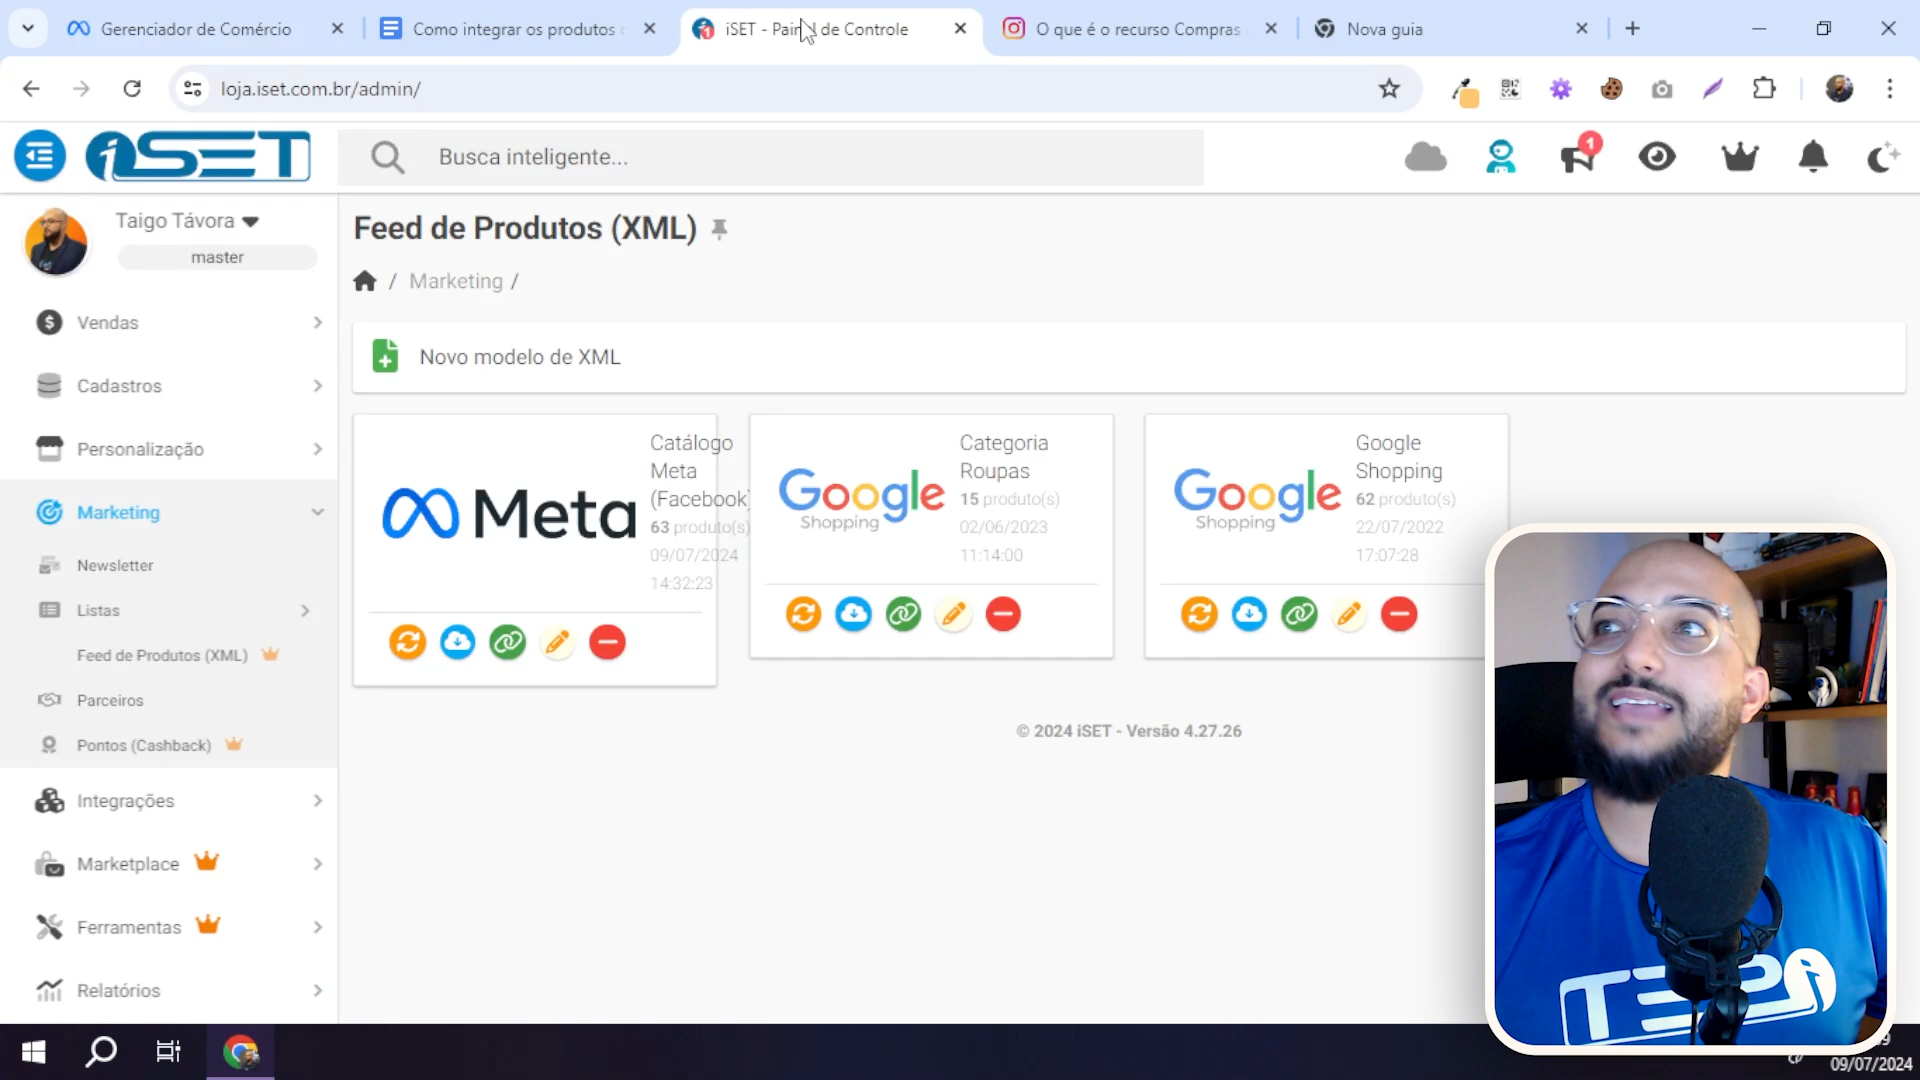 Gerenciador de Comércio
Como integrar os produtos
iSET - Pain de Controle
O que é o recurso Compras
Nova guia
loja.iset.com.br/admin/
iSET
Busca inteligente...
1
Taigo Távora
master
Vendas
Cadastros
Personalização
Marketing
Newsletter
Listas
Feed de Produtos (XML)
Parceiros
Pontos (Cashback)
Integrações
Marketplace
Ferramentas
Relatórios
Feed de Produtos (XML)
/ Marketing /
Novo modelo de XML
Meta
Catálogo
Meta
(Facebook)
63 produto(s)
09/07/2024
14:32:23
Google
Shopping
Categoria
Roupas
15 produto(s)
02/06/2023
11:14:00
Google
Shopping
Google
Shopping
62 produto(s)
22/07/2022
17:07:28
© 2024 iSET - Versão 4.27.26
09/07/2024